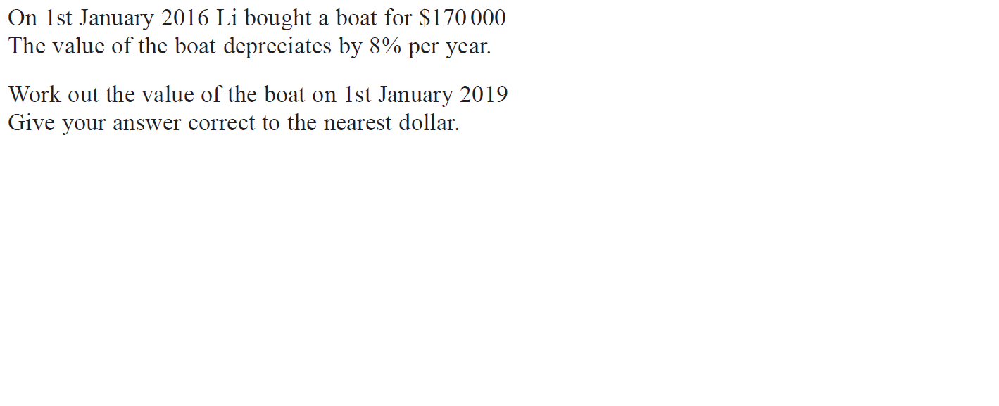 On 1st January 2016 Li bought a boat for $170 000
The value of the boat depreciates by 8% per year.
Work out the value of the boat on 1st January 2019
Give your answer correct to the nearest dollar.